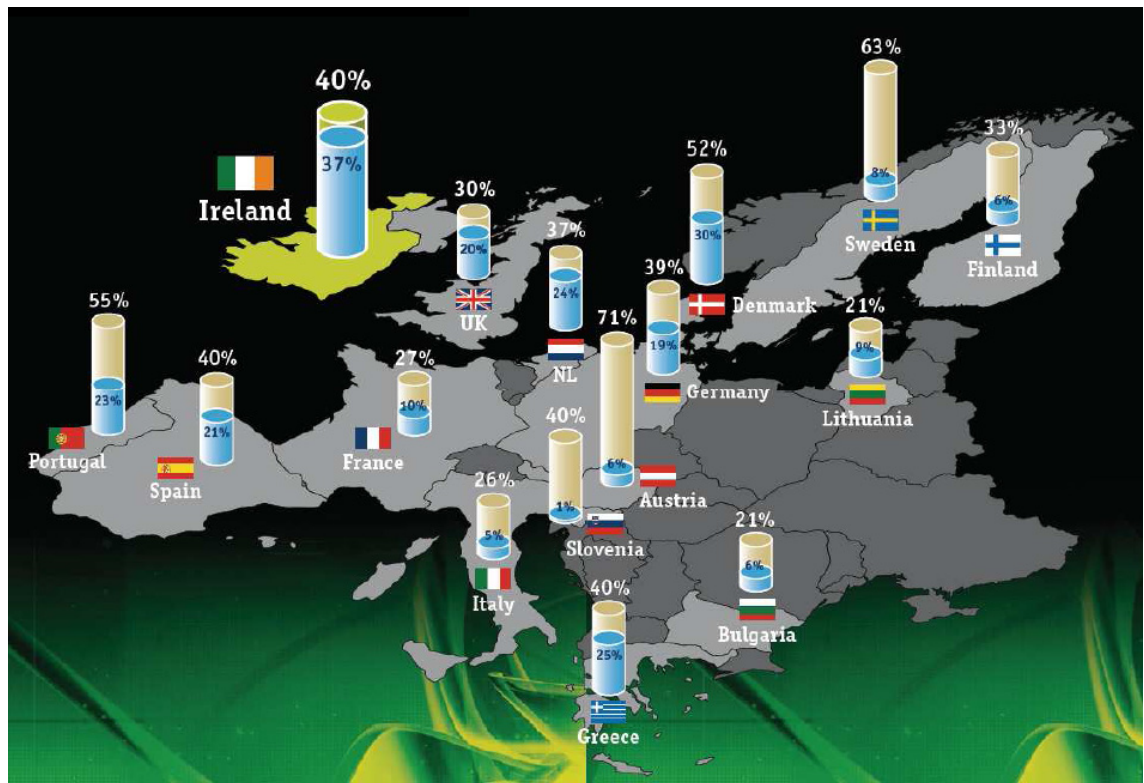 40%
37%
Ireland
30%
20%
UK
37%
24%
NL
52%
30%
Denmark
63%
8%
Sweden
33%
6%
Finland
55%
23%
Portugal
40%
21%
Spain
27%
10%
France
71%
6%
Austria
39%
19%
Germany
21%
9%
Lithuania
26%
5%
Italy
40%
1%
Slovenia
40%
25%
Greece
21%
6%
Bulgaria